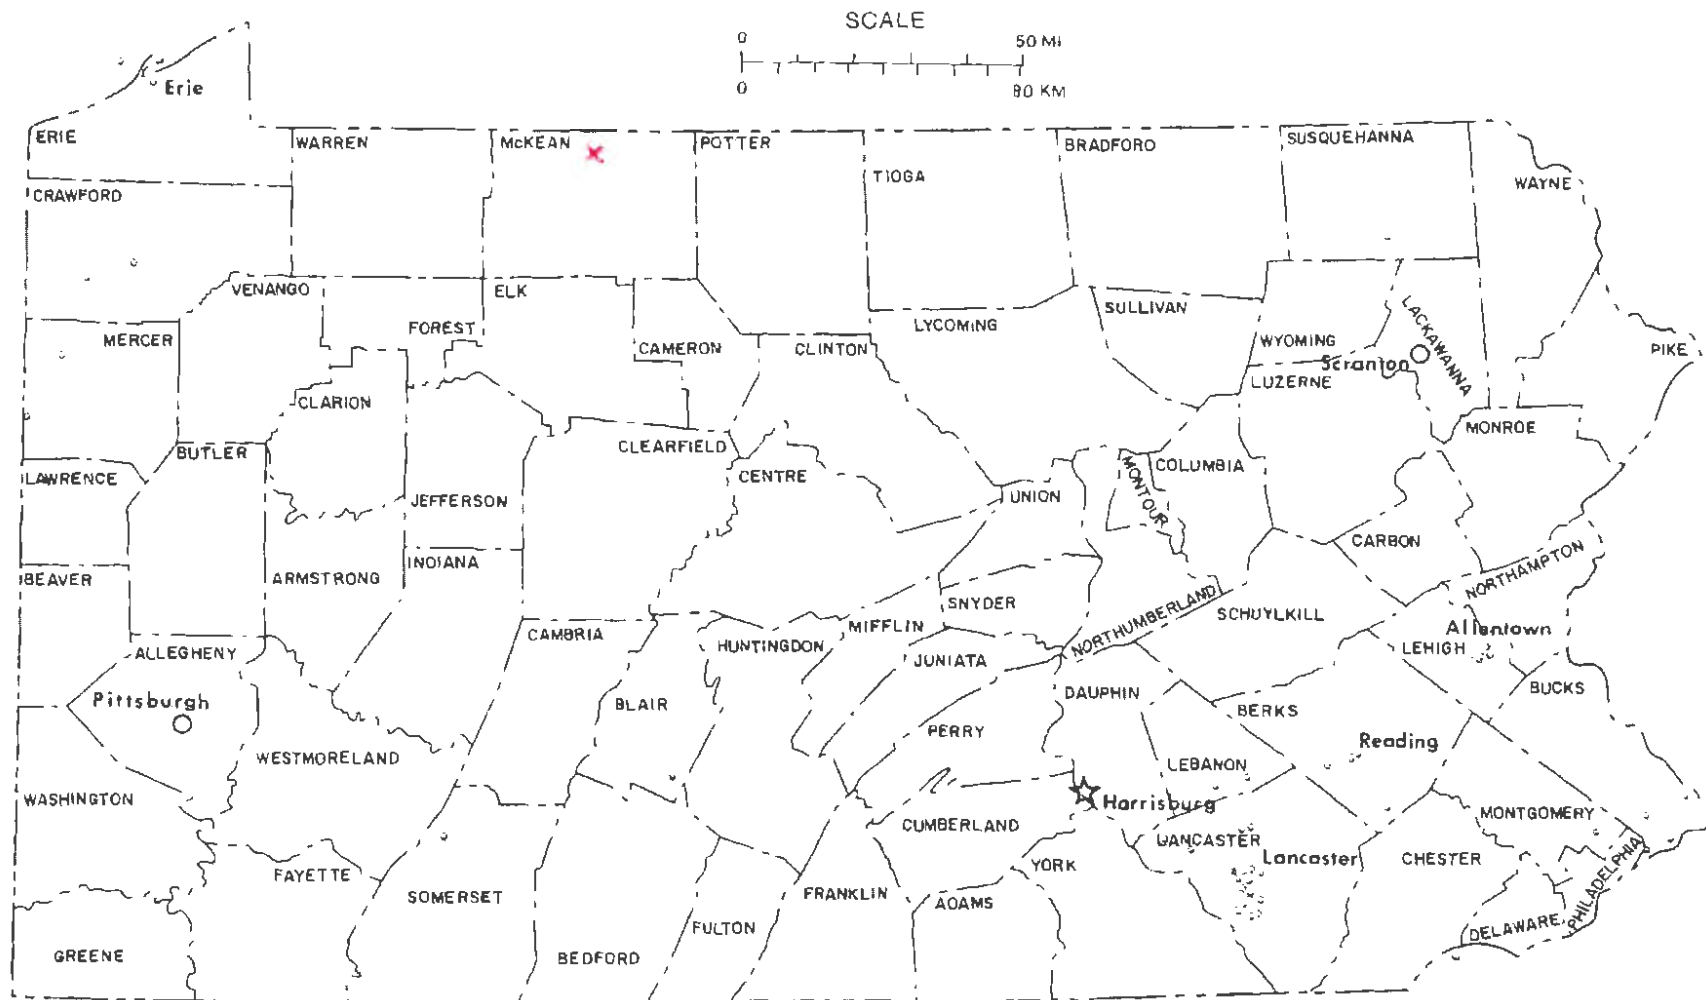 SCALE
0 50 MI
0 80 KM
Erie
ERIE
WARREN
McKEAN
POTTER
TIOGA
BRADFORD
SUSQUEHANNA
WAYNE
CRAWFORD
VENANGO
ELK
FOREST
MERCER
CAMERON
CLINTON
LYCOMING
SULLIVAN
WYOMING
LACKAWANNA
PIKE
Scranton
LUZERNE
CLARION
CLEARFIELD
BUTLER
LAWRENCE
CENTRE
JEFFERSON
UNION
MONTOUR
COLUMBIA
MONROE
CARBON
BEAVER
ARMSTRONG
INDIANA
NORTHAMPTON
SNYDER
NORTHUMBERLAND
SCHUYLKILL
Allentown
LEHIGH
CAMBRIA
HUNTINGDON
MIFFLIN
JUNIATA
ALLEGHENY
Pittsburgh
BLAIR
DAUPHIN
BERKS
BUCKS
PERRY
Reading
WESTMORELAND
LEBANON
WASHINGTON
Harrisburg
CUMBERLAND
LANCASTER
Lancaster
MONTGOMERY
CHESTER
PHILADELPHIA
DELAWARE
YORK
FAYETTE
SOMERSET
FRANKLIN
ADAMS
FULTON
BEDFORD
GREENE